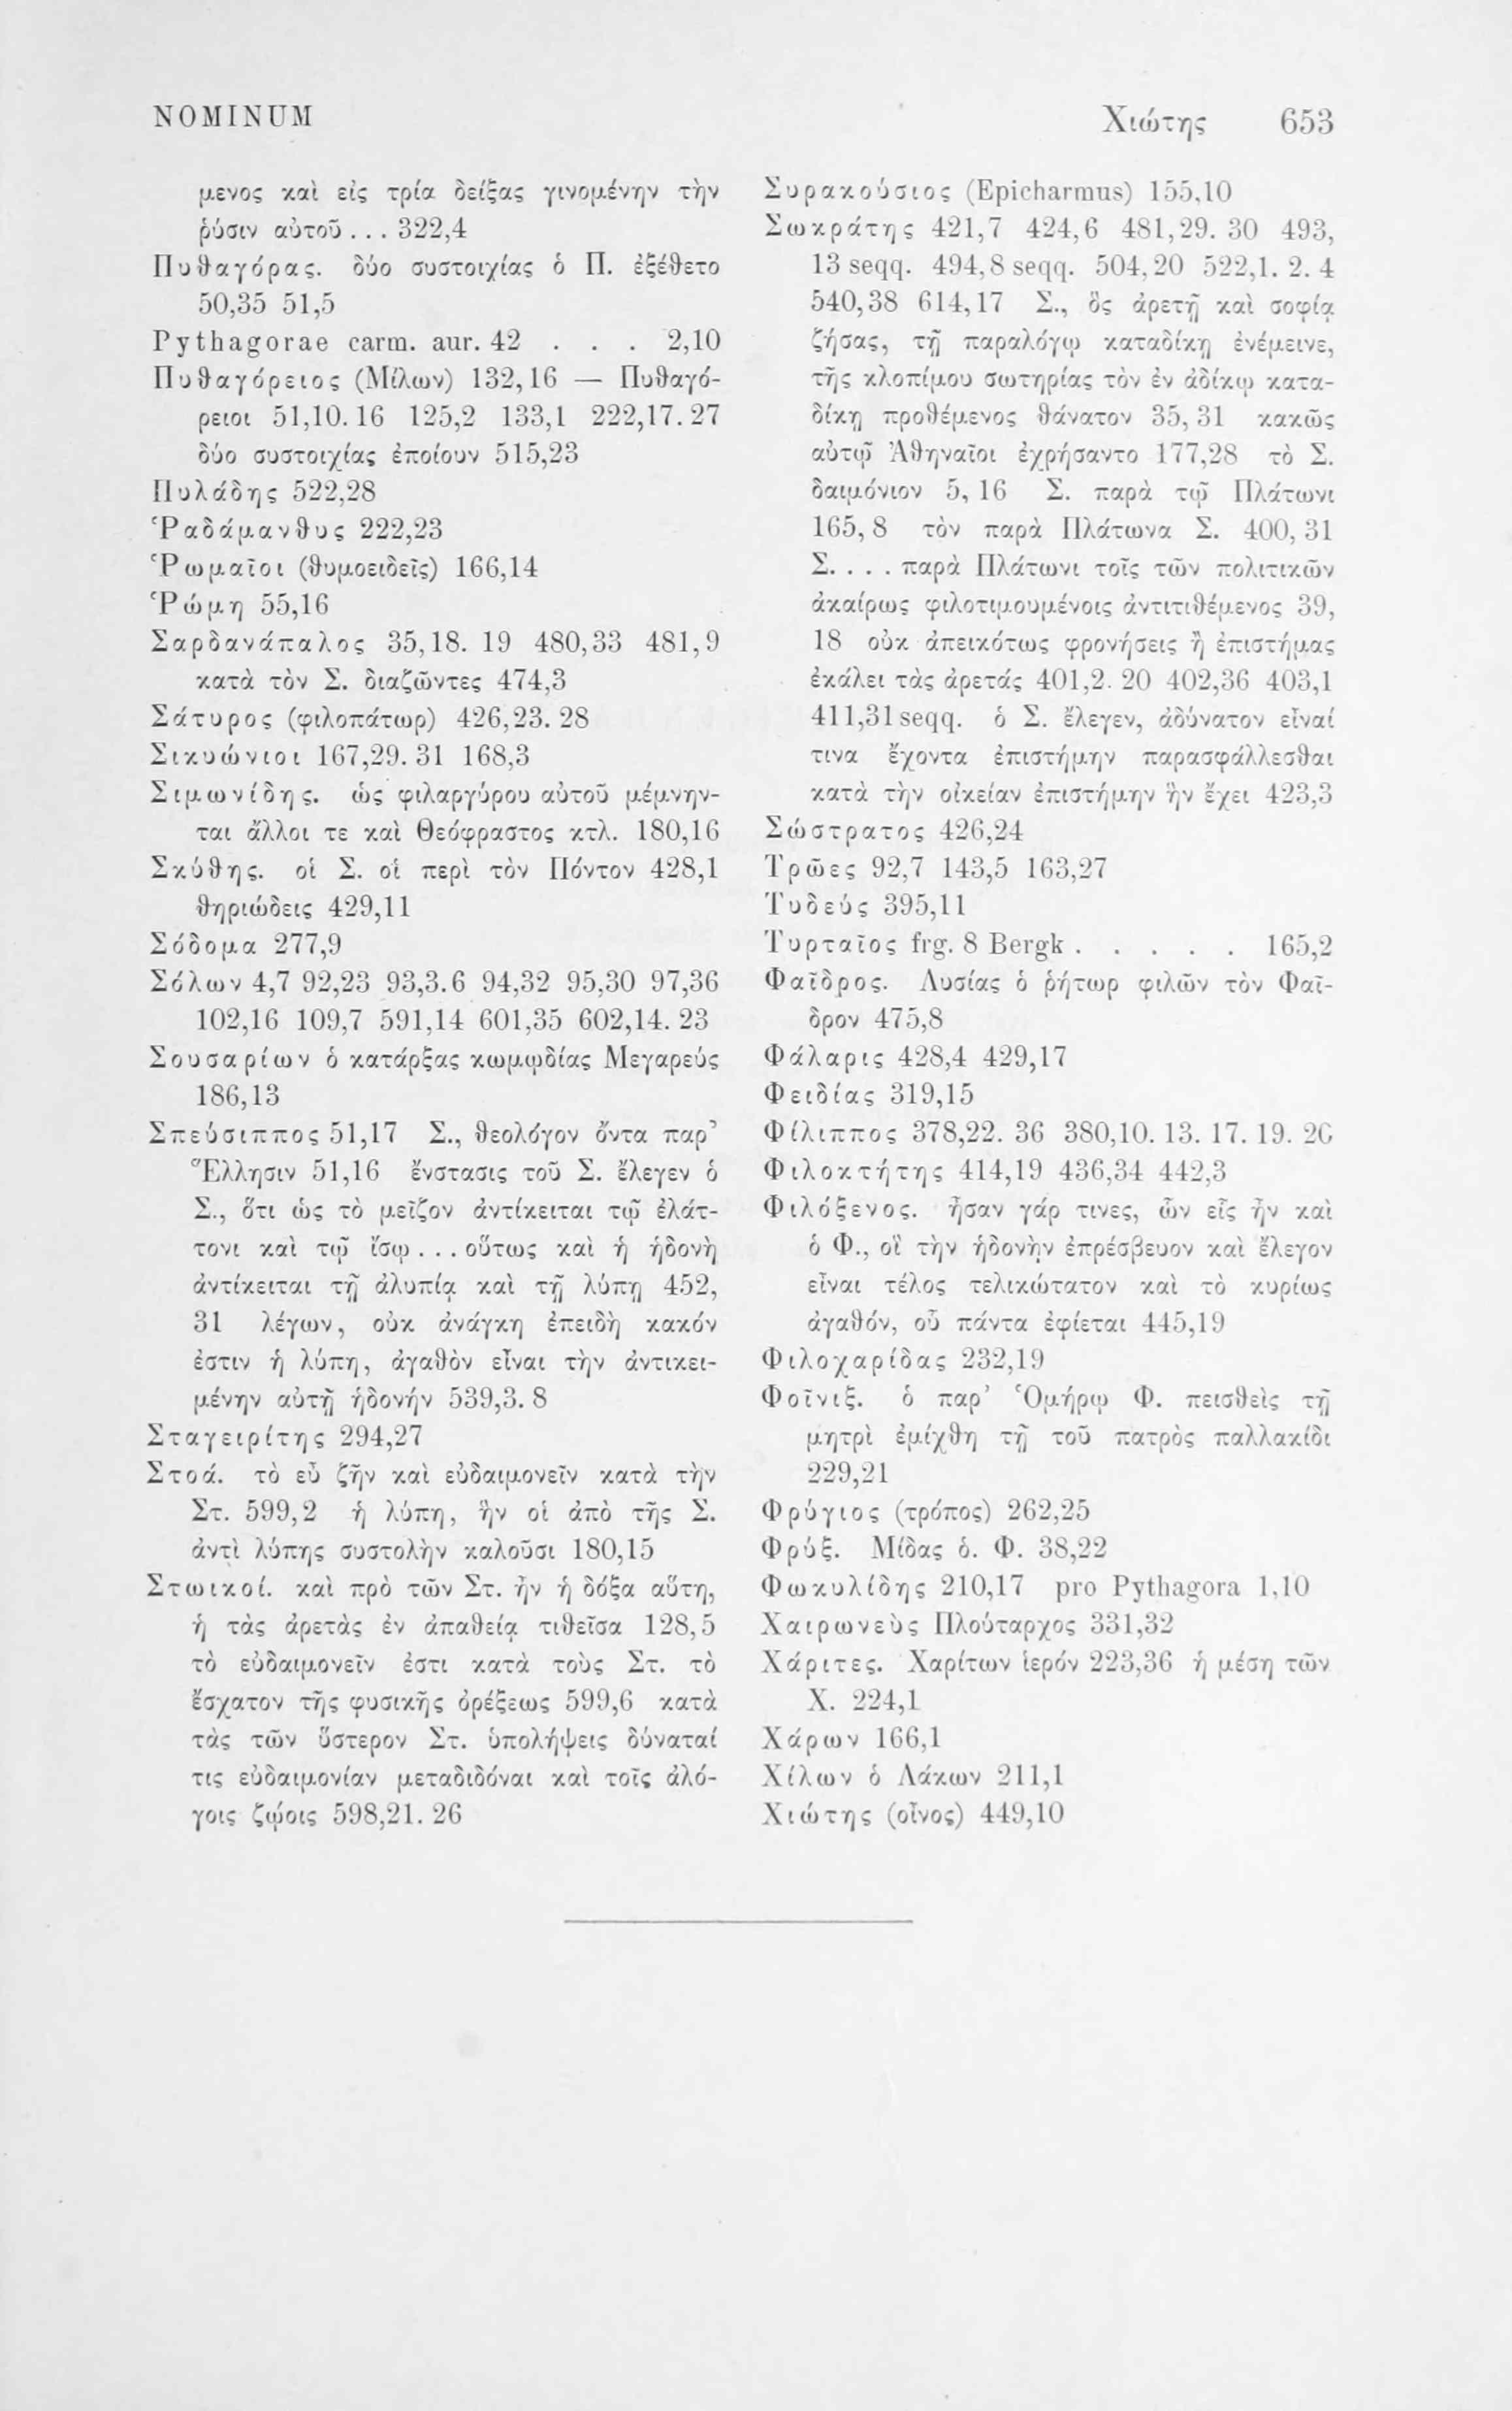 NOMINUM
Χιώτης 653
μενος καὶ εἰς τρία δείξας γινομένην τὴν
ῥύσιν αὐτοῦ... 322,4
Πυθαγόρας. δύο συστοιχίας ὁ Π. ἐξέθετο
50,35 51,5
Pythagorae carm. aur. 42 . . . 2,10
Πυθαγόρειος (Μίλων) 132,16 — Πυθαγό-
ρειοι 51,10. 16 125,2 133,1 222,17. 27
δύο συστοιχίας ἐποίουν 515,23
Πυλάδης 522,28
Ῥαδάμανθυς 222,23
Ῥωμαῖοι (θυμοειδεῖς) 166,14
Ῥώμη 55,16
Σαρδανάπαλος 35,18. 19 480,33 481,9
κατὰ τὸν Σ. διαζῶντες 474,3
Σάτυρος (φιλοπάτωρ) 426,23. 28
Σικυώνιοι 167,29. 31 168,3
Σιμωνίδης. ὡς φιλαργύρου αὐτοῦ μέμνην-
ται ἄλλοι τε καὶ Θεόφραστος κτλ. 180,16
Σκύθης. οἱ Σ. οἱ περὶ τὸν Πόντον 428,1
θηριώδεις 429,11
Σόδομα 277,9
Σόλων 4,7 92,23 93,3.6 94,32 95,30 97,36
102,16 109,7 591,14 601,35 602,14. 23
Σουσαρίων ὁ κατάρξας κωμῳδίας Μεγαρεύς
186,13
Σπεύσιππος 51,17 Σ., θεολόγον ὄντα παρ’
Ἕλλησιν 51,16 ἔνστασις τοῦ Σ. ἔλεγεν ὁ
Σ., ὅτι ὡς τὸ μεῖζον ἀντίκειται τῷ ἐλάτ-
τονι καὶ τῷ ἴσῳ... οὕτως καὶ ἡ ἡδονὴ
ἀντίκειται τῇ ἀλυπίᾳ καὶ τῇ λύπῃ 452,
31 λέγων, οὐκ ἀνάγκη ἐπειδὴ κακόν
ἐστιν ἡ λύπη, ἀγαθὸν εἶναι τὴν ἀντικει-
μένην αὐτῇ ἡδονήν 539,3. 8
Σταγειρίτης 294,27
Στοά. τὸ εὖ ζῆν καὶ εὐδαιμονεῖν κατὰ τὴν
Στ. 599,2 ἡ λύπη, ἣν οἱ ἀπὸ τῆς Σ.
ἀντὶ λύπης συστολὴν καλοῦσι 180,15
Στωικοί. καὶ πρὸ τῶν Στ. ἦν ἡ δόξα αὕτη,
ἡ τὰς ἀρετὰς ἐν ἀπαθείᾳ τιθεῖσα 128,5
τὸ εὐδαιμονεῖν ἐστι κατὰ τοὺς Στ. τὸ
ἔσχατον τῆς φυσικῆς ὀρέξεως 599,6 κατὰ
τὰς τῶν ὕστερον Στ. ὑπολήψεις δύναταί
τις εὐδαιμονίαν μεταδιδόναι καὶ τοῖς ἀλό-
γοις ζῴοις 598,21. 26
Συρακούσιος (Epicharmus) 155,10
Σωκράτης 421,7 424,6 481,29. 30 493,
13 seqq. 494,8 seqq. 504,20 522,1. 2. 4
540,38 614,17 Σ., ὃς ἀρετῇ καὶ σοφίᾳ
ζήσας, τῇ παραλόγῳ καταδίκῃ ἐνέμεινε,
τῆς κλοπίμου σωτηρίας τὸν ἐν ἀδίκῳ κατα-
δίκῃ προθέμενος θάνατον 35,31 κακῶς
αὐτῷ Ἀθηναῖοι ἐχρήσαντο 177,28 τὸ Σ.
δαιμόνιον 5,16 Σ. παρὰ τῷ Πλάτωνι
165,8 τὸν παρὰ Πλάτωνα Σ. 400,31
Σ.... παρὰ Πλάτωνι τοῖς τῶν πολιτικῶν
ἀκαίρως φιλοτιμουμένοις ἀντιτιθέμενος 39,
18 οὐκ ἀπεικότως φρονήσεις ἢ ἐπιστήμας
ἐκάλει τὰς ἀρετάς 401,2. 20 402,36 403,1
411,31 seqq. ὁ Σ. ἔλεγεν, ἀδύνατον εἶναί
τινα ἔχοντα ἐπιστήμην παρασφάλλεσθαι
κατὰ τὴν οἰκείαν ἐπιστήμην ἣν ἔχει 423,3
Σώστρατος 426,24
Τρῶες 92,7 143,5 163,27
Τυδεύς 395,11
Τυρταῖος frg. 8 Bergk . . . . . 165,2
Φαῖδρος. Λυσίας ὁ ῥήτωρ φιλῶν τὸν Φαῖ-
δρον 475,8
Φάλαρις 428,4 429,17
Φειδίας 319,15
Φίλιππος 378,22. 36 380,10. 13. 17. 19. 20
Φιλοκτήτης 414,19 436,34 442,3
Φιλόξενος. ἦσαν γάρ τινες, ὧν εἷς ἦν καὶ
ὁ Φ., οἳ τὴν ἡδονὴν ἐπρέσβευον καὶ ἔλεγον
εἶναι τέλος τελικώτατον καὶ τὸ κυρίως
ἀγαθόν, οὗ πάντα ἐφίεται 445,19
Φιλοχαρίδας 232,19
Φοῖνιξ. ὁ παρ’ Ὁμήρῳ Φ. πεισθεὶς τῇ
μητρὶ ἐμίχθη τῇ τοῦ πατρὸς παλλακίδι
229,21
Φρύγιος (τρόπος) 262,25
Φρύξ. Μίδας ὁ. Φ. 38,22
Φωκυλίδης 210,17 pro Pythagora 1,10
Χαιρωνεὺς Πλούταρχος 331,32
Χάριτες. Χαρίτων ἱερόν 223,36 ἡ μέση τῶν
Χ. 224,1
Χάρων 166,1
Χίλων ὁ Λάκων 211,1
Χιώτης (οἶνος) 449,10